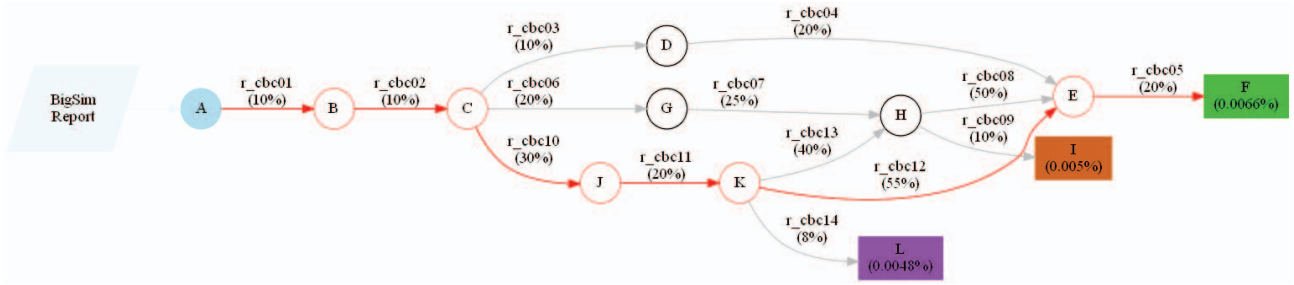 BigSim
Report
A
r_cbc01
(10%)
B
r_cbc02
(10%)
C
r_cbc03
(10%)
D
r_cbc04
(20%)
r_cbc06
(20%)
G
r_cbc07
(25%)
H
r_cbc08
(50%)
E
r_cbc05
(20%)
F
(0.0066%)
r_cbc09
(10%)
I
(0.005%)
r_cbc10
(30%)
J
r_cbc11
(20%)
K
r_cbc13
(40%)
r_cbc12
(55%)
r_cbc14
(8%)
L
(0.0048%)